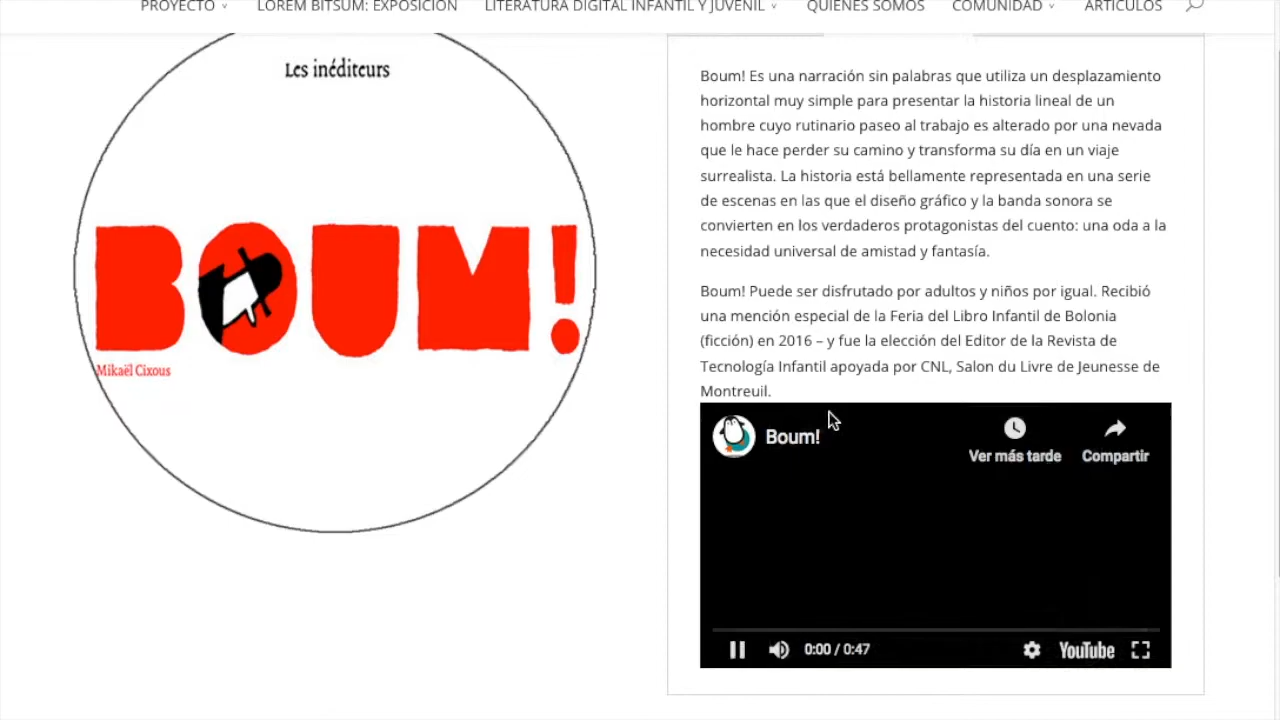 PROYECTO
LOREM BITSUM: EXPOSICIÓN
LITERATURA DIGITAL INFANTIL Y JUVENIL
QUIÉNES SOMOS
COMUNIDAD
ARTÍCULOS
Les inéditeurs
BOUM!
Mikaël Cixous
Boum! Es una narración sin palabras que utiliza un desplazamiento
horizontal muy simple para presentar la historia lineal de un
hombre cuyo rutinario paseo al trabajo es alterado por una nevada
que le hace perder su camino y transforma su día en un viaje
surrealista. La historia está bellamente representada en una serie
de escenas en las que el diseño gráfico y la banda sonora se
convierten en los verdaderos protagonistas del cuento: una oda a la
necesidad universal de amistad y fantasía.
Boum! Puede ser disfrutado por adultos y niños por igual. Recibió
una mención especial de la Feria del Libro Infantil de Bolonia
(ficción) en 2016 – y fue la elección del Editor de la Revista de
Tecnología Infantil apoyada por CNL, Salon du Livre de Jeunesse de
Montreuil.
Boum!
Ver más tarde
Compartir
0:00 / 0:47
YouTube